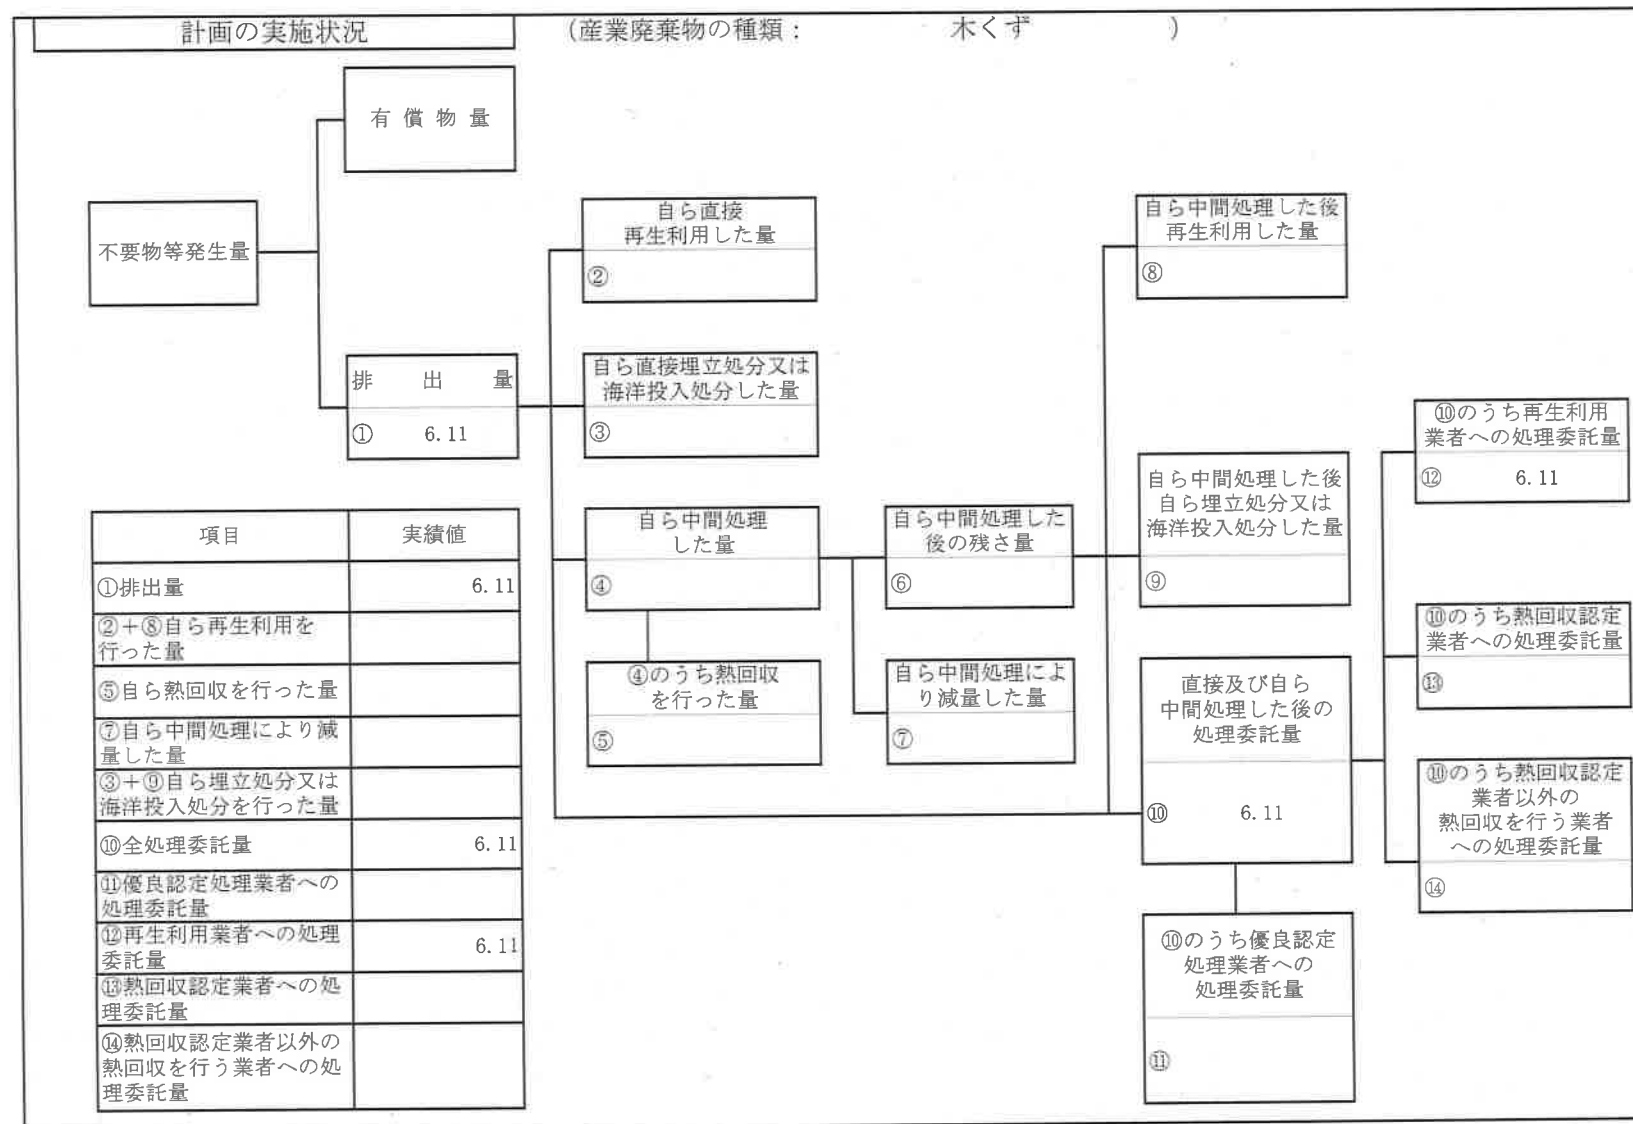 計画の実施状況
（産業廃棄物の種類： 木くず ）
有 償 物 量
不要物等発生量
排 出 量
① 6.11
自ら直接
再生利用した量
②
自ら直接埋立処分又は
海洋投入処分した量
③
自ら中間処理
した量
④
④のうち熱回収
を行った量
⑤
自ら中間処理した
後の残さ量
⑥
自ら中間処理によ
り減量した量
⑦
自ら中間処理した後
再生利用した量
⑧
自ら中間処理した後
自ら埋立処分又は
海洋投入処分した量
⑨
直接及び自ら
中間処理した後の
処理委託量
⑩ 6.11
⑩のうち優良認定
処理業者への
処理委託量
⑪
⑩のうち再生利用
業者への処理委託量
⑫ 6.11
⑩のうち熱回収認定
業者への処理委託量
⑬
⑩のうち熱回収認定
業者以外の
熱回収を行う業者
への処理委託量
⑭
項目 実績値
①排出量 6.11
②＋⑧自ら再生利用を
行った量
⑤自ら熱回収を行った量
⑦自ら中間処理により減
量した量
③＋⑨自ら埋立処分又は
海洋投入処分を行った量
⑩全処理委託量 6.11
⑪優良認定処理業者への
処理委託量
⑫再生利用業者への処理
委託量 6.11
⑬熱回収認定業者への処
理委託量
⑭熱回収認定業者以外の
熱回収を行う業者への処
理委託量